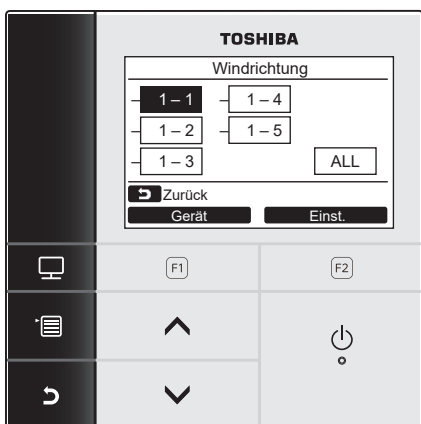 TOSHIBA
Windrichtung
1 – 1 1 – 4
1 – 2 1 – 5
1 – 3 ALL
Zurück
Gerät Einst.
F1 F2